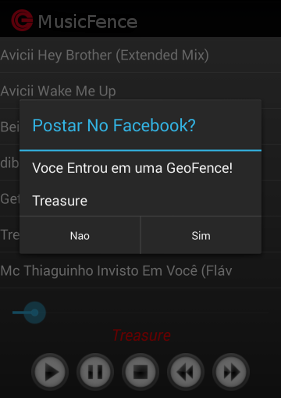 MusicFence
Avicii Hey Brother (Extended Mix)
Avicii Wake Me Up
Bei
dib
Get
Tre
Postar No Facebook?
Voce Entrou em uma GeoFence!
Treasure
Nao Sim
Mc Thiaguinho Invisto Em Você (Fláv
Treasure